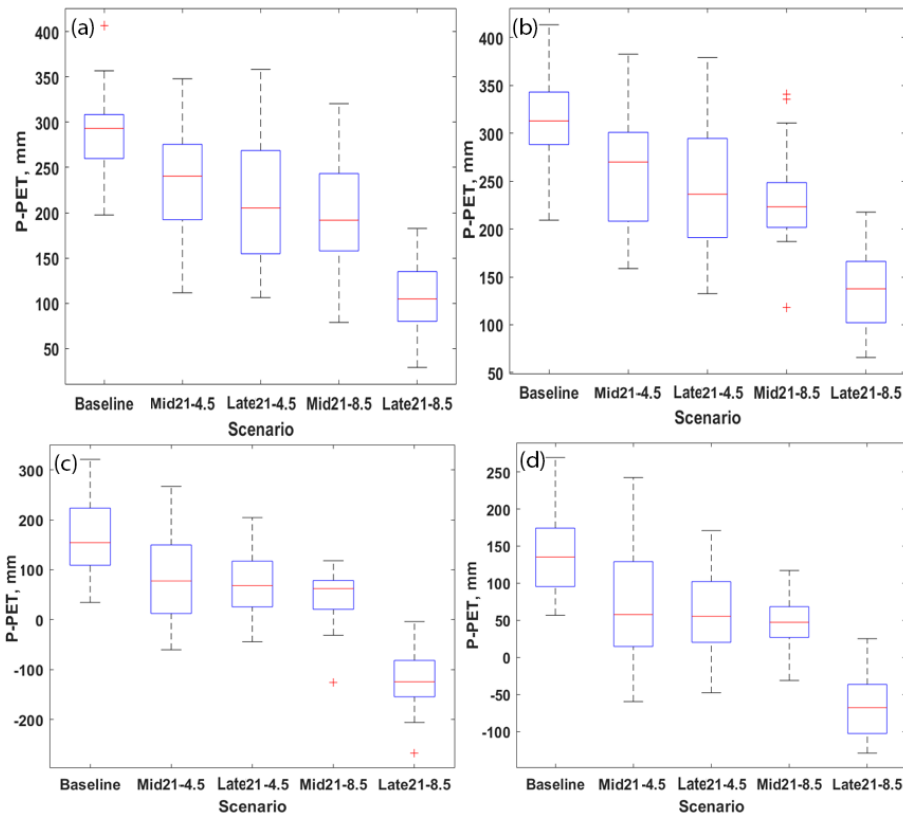 (a)
P-PET, mm
400
350
300
250
200
150
100
50
Baseline Mid21-4.5 Late21-4.5 Mid21-8.5 Late21-8.5
Scenario
(b)
P-PET, mm
400
350
300
250
200
150
100
50
Baseline Mid21-4.5 Late21-4.5 Mid21-8.5 Late21-8.5
Scenario
(c)
P-PET, mm
300
200
100
0
-100
-200
Baseline Mid21-4.5 Late21-4.5 Mid21-8.5 Late21-8.5
Scenario
(d)
P-PET, mm
250
200
150
100
50
0
-50
-100
Baseline Mid21-4.5 Late21-4.5 Mid21-8.5 Late21-8.5
Scenario